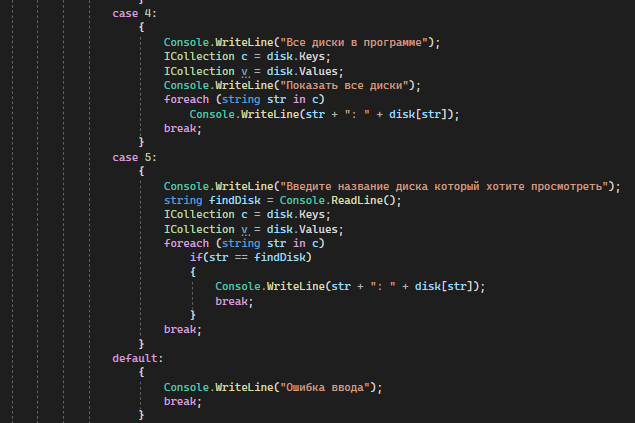 }
case 4:
{
Console.WriteLine("Все диски в программе");
ICollection c = disk.Keys;
ICollection v = disk.Values;
Console.WriteLine("Показать все диски");
foreach (string str in c)
Console.WriteLine(str + ": " + disk[str]);
break;
}
case 5:
{
Console.WriteLine("Введите название диска который хотите просмотреть");
string findDisk = Console.ReadLine();
ICollection c = disk.Keys;
ICollection v = disk.Values;
foreach (string str in c)
if(str == findDisk)
{
Console.WriteLine(str + ": " + disk[str]);
break;
}
break;
}
default:
{
Console.WriteLine("Ошибка ввода");
break;
}